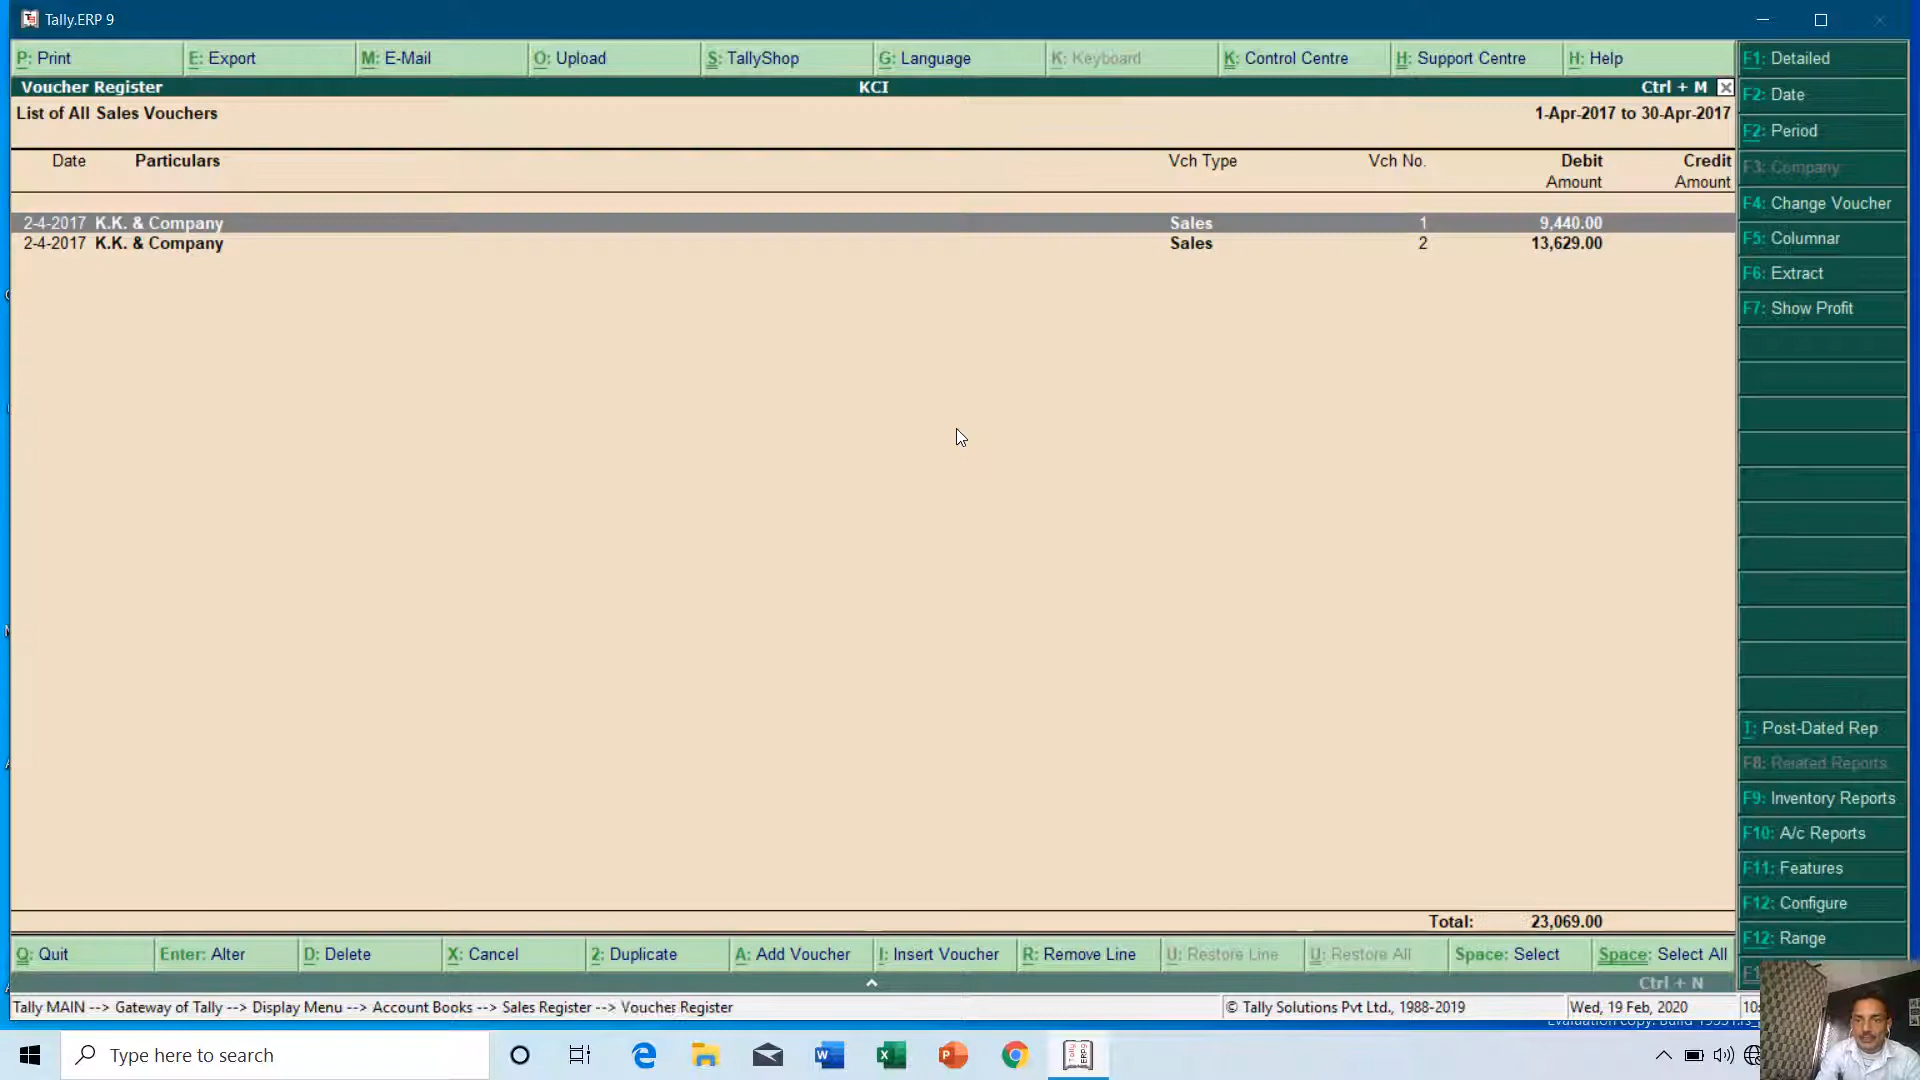 Tally.ERP 9
P: Print E: Export M: E-Mail O: Upload S: TallyShop G: Language K: Keyboard K: Control Centre H: Support Centre H: Help
Voucher Register KCI Ctrl + M
List of All Sales Vouchers 1-Apr-2017 to 30-Apr-2017
Date Particulars Vch Type Vch No. Debit Credit
Amount Amount
2-4-2017 K.K. & Company Sales 1 9,440.00
2-4-2017 K.K. & Company Sales 2 13,629.00
Total: 23,069.00
F1: Detailed
F2: Date
F2: Period
F3: Company
F4: Change Voucher
F5: Columnar
F6: Extract
F7: Show Profit
T: Post-Dated Rep
F8: Related Reports
F9: Inventory Reports
F10: A/c Reports
F11: Features
F12: Configure
F12: Range
Q: Quit Enter: Alter D: Delete X: Cancel 2: Duplicate A: Add Voucher I: Insert Voucher R: Remove Line U: Restore Line U: Restore All Space: Select Space: Select All
Ctrl + N
Tally MAIN --> Gateway of Tally --> Display Menu --> Account Books --> Sales Register --> Voucher Register © Tally Solutions Pvt Ltd., 1988-2019 Wed, 19 Feb, 2020
Type here to search